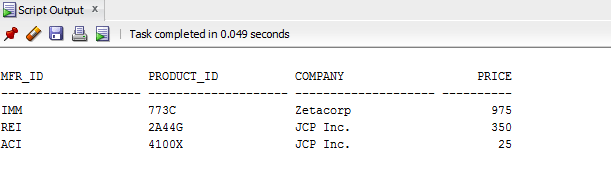 Script Output x
Task completed in 0.049 seconds
MFR_ID PRODUCT_ID COMPANY PRICE
-------------------- -------------------- -------------------- ----------
IMM 773C Zetacorp 975
REI 2A44G JCP Inc. 350
ACI 4100X JCP Inc. 25